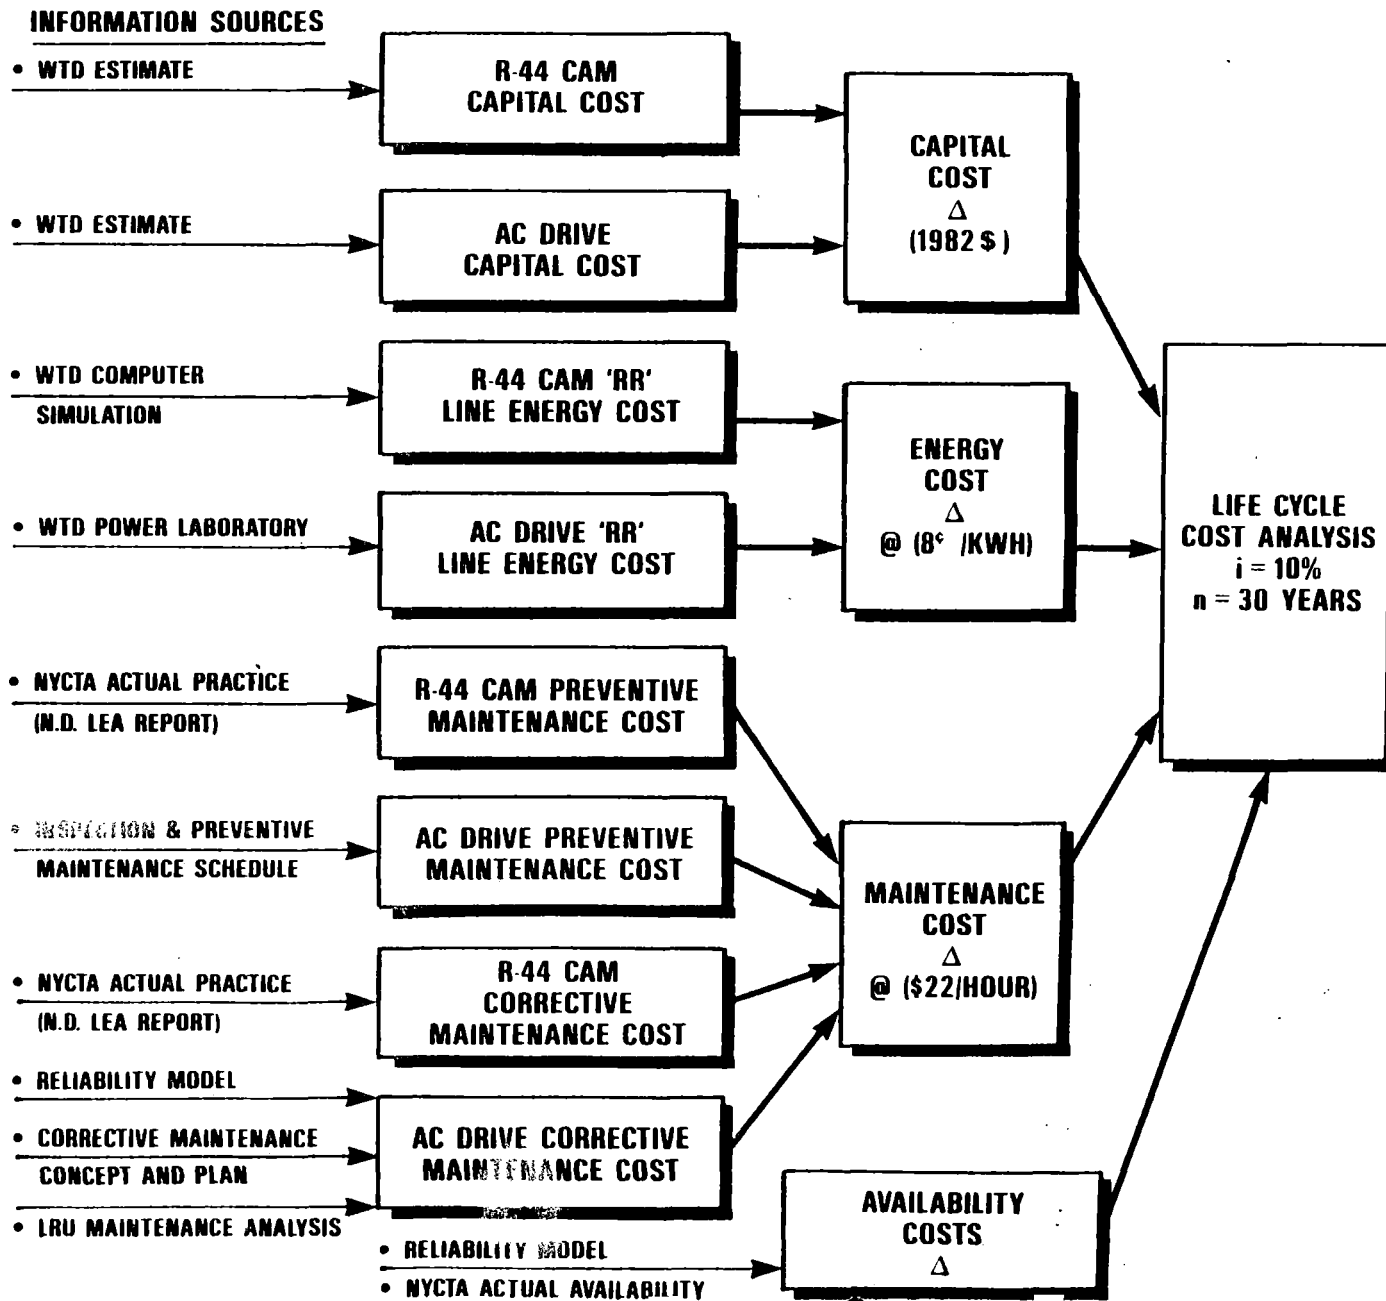 INFORMATION SOURCES
• WTD ESTIMATE
R-44 CAM
CAPITAL COST
• WTD ESTIMATE
AC DRIVE
CAPITAL COST
CAPITAL
COST
Δ
(1982 $ )
• WTD COMPUTER
SIMULATION
R-44 CAM 'RR'
LINE ENERGY COST
• WTD POWER LABORATORY
AC DRIVE 'RR'
LINE ENERGY COST
ENERGY
COST
Δ
@ (8¢ /KWH)
LIFE CYCLE
COST ANALYSIS
i = 10%
n = 30 YEARS
• NYCTA ACTUAL PRACTICE
(N.D. LEA REPORT)
R-44 CAM PREVENTIVE
MAINTENANCE COST
• INSPECTION & PREVENTIVE
MAINTENANCE SCHEDULE
AC DRIVE PREVENTIVE
MAINTENANCE COST
• NYCTA ACTUAL PRACTICE
(N.D. LEA REPORT)
R-44 CAM
CORRECTIVE
MAINTENANCE COST
MAINTENANCE
COST
Δ
@ ($22/HOUR)
• RELIABILITY MODEL
• CORRECTIVE MAINTENANCE
CONCEPT AND PLAN
• LRU MAINTENANCE ANALYSIS
AC DRIVE CORRECTIVE
MAINTENANCE COST
• RELIABILITY MODEL
• NYCTA ACTUAL AVAILABILITY
AVAILABILITY
COSTS
Δ